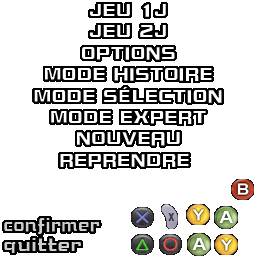 JEU 1J
JEU 2J
OPTIONS
MODE HISTOIRE
MODE SÉLECTION
MODE EXPERT
NOUVEAU
REPRENDRE
B
confirmer X X Y A
quitter A Y